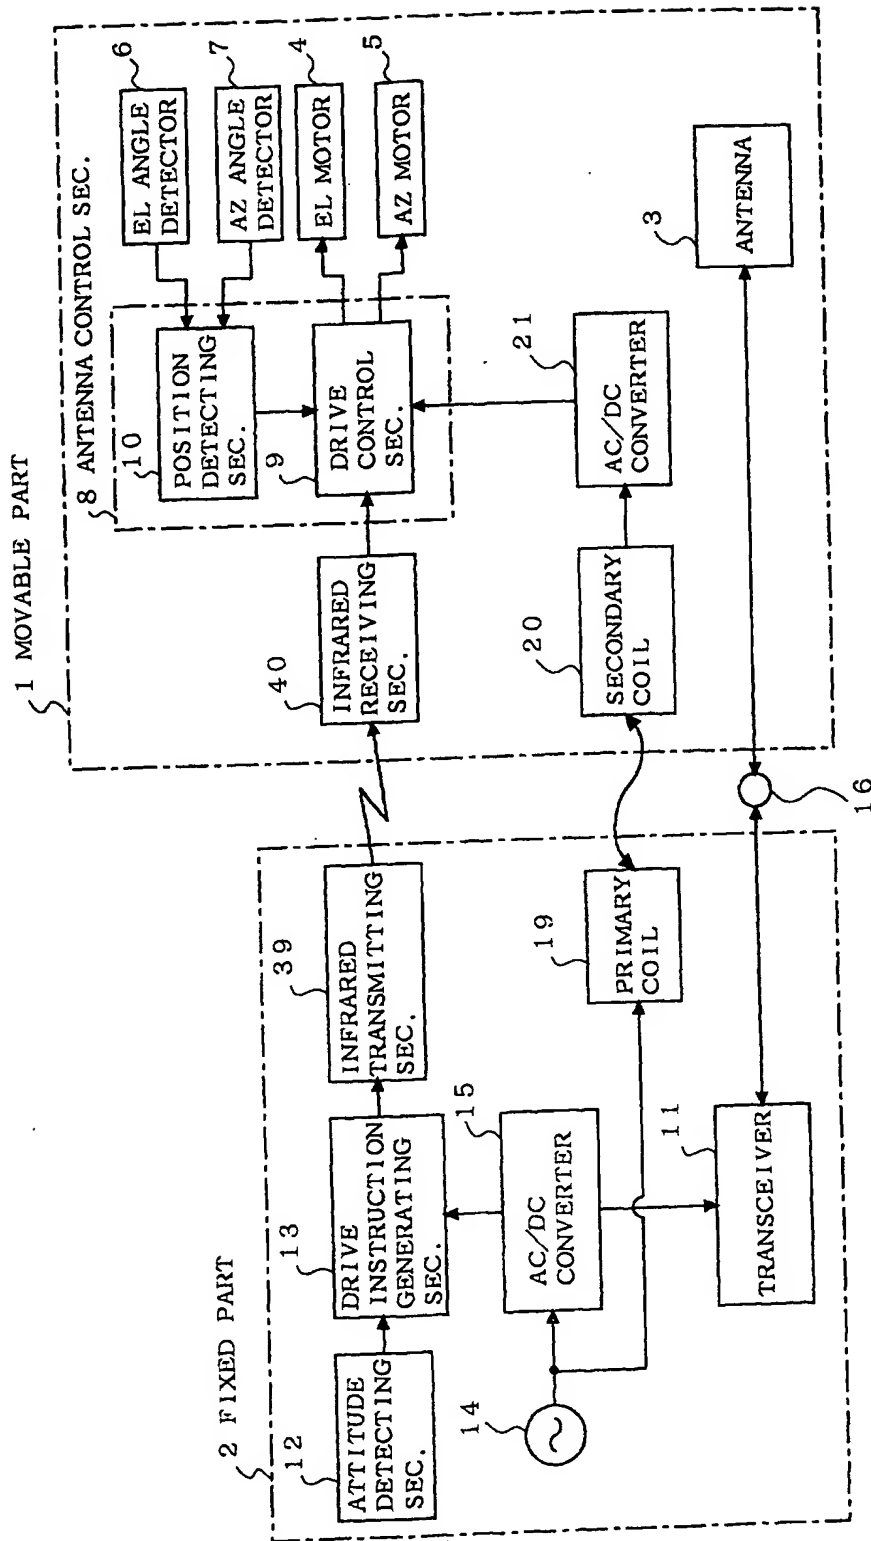 1 MOVABLE PART
8 ANTENNA CONTROL SEC.
10
POSITION
DETECTING
SEC.
EL ANGLE
DETECTOR
6
AZ ANGLE
DETECTOR
7
9
DRIVE
CONTROL
SEC.
EL MOTOR
4
AZ MOTOR
5
40
INFRARED
RECEIVING
SEC.
20
SECONDARY
COIL
21
AC/DC
CONVERTER
3
ANTENNA
16
2 FIXED PART
12
ATTITUDE
DETECTING
SEC.
13
DRIVE
INSTRUCTION
GENERATING
SEC.
39
INFRARED
TRANSMITTING
SEC.
14
15
AC/DC
CONVERTER
19
PRIMARY
COIL
11
TRANSCEIVER